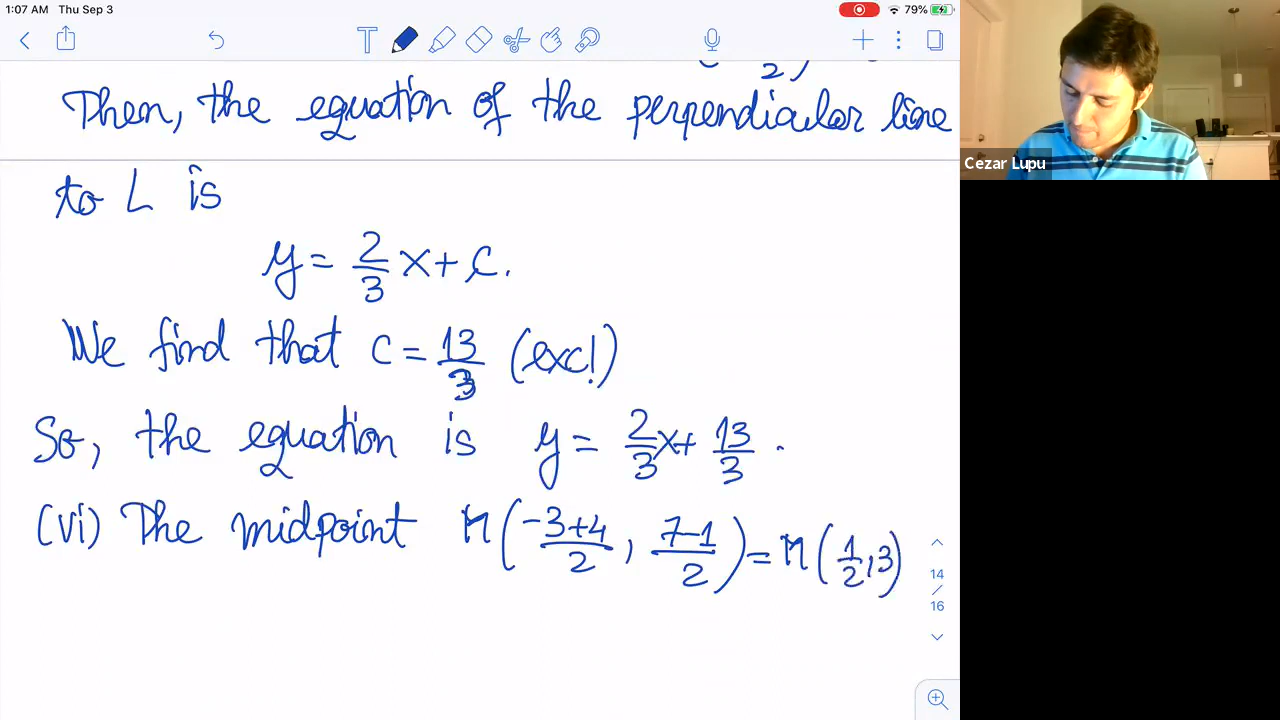 1:07 AM Thu Sep 3
79%
T
2
Then, the equation of the perpendicular line
to L is
y = 2/3 x + c.
We find that c = 13/3 (exc!)
So, the equation is y = 2/3 x + 13/3.
(vi) The midpoint M(-3+4/2, 7-1/2) = M(1/2, 3)
14
/
16
Cezar Lupu